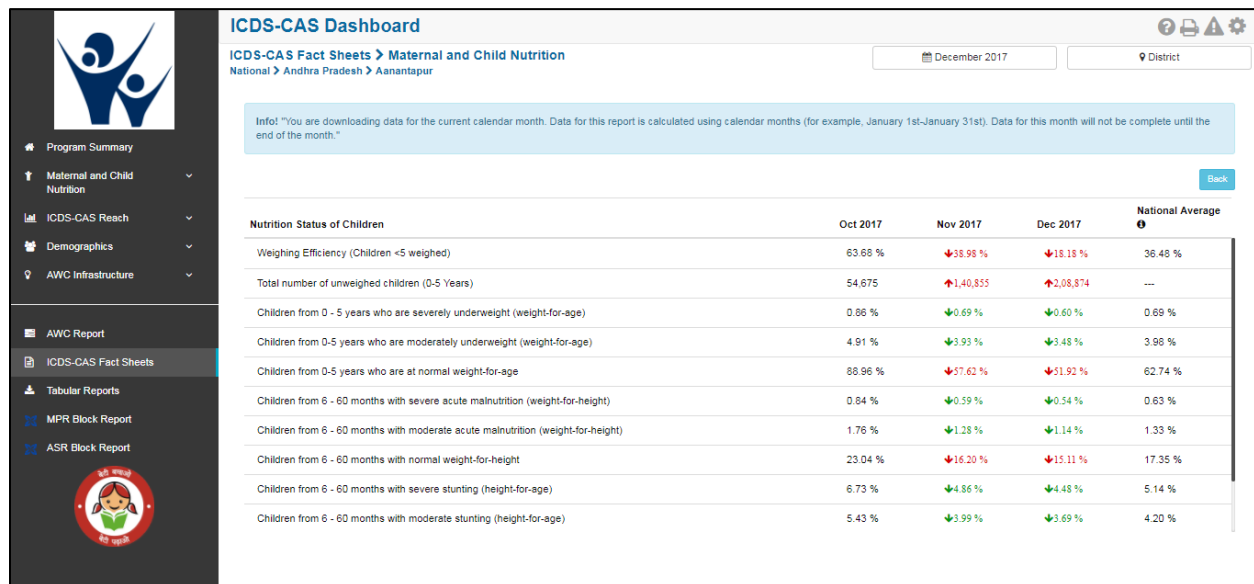 ICDS-CAS Dashboard
ICDS-CAS Fact Sheets > Maternal and Child Nutrition
National > Andhra Pradesh > Aanantapur
December 2017
District
Info! "You are downloading data for the current calendar month. Data for this report is calculated using calendar months (for example, January 1st-January 31st). Data for this month will not be complete until the
end of the month."
Back
Program Summary
Maternal and Child
Nutrition
ICDS-CAS Reach
Demographics
AWC Infrastructure
AWC Report
ICDS-CAS Fact Sheets
Tabular Reports
MPR Block Report
ASR Block Report
बेटी बचाओ
बेटी पढ़ाओ
Nutrition Status of Children Oct 2017 Nov 2017 Dec 2017 National Average
Weighing Efficiency (Children <5 weighed) 63.68 % ↓38.98 % ↓18.18 % 36.48 %
Total number of unweighed children (0-5 Years) 54,675 ↑1,40,855 ↑2,08,874 ---
Children from 0 - 5 years who are severely underweight (weight-for-age) 0.86 % ↓0.69 % ↓0.60 % 0.69 %
Children from 0-5 years who are moderately underweight (weight-for-age) 4.91 % ↓3.93 % ↓3.48 % 3.98 %
Children from 0-5 years who are at normal weight-for-age 88.96 % ↓57.62 % ↓51.92 % 62.74 %
Children from 6 - 60 months with severe acute malnutrition (weight-for-height) 0.84 % ↓0.59 % ↓0.54 % 0.63 %
Children from 6 - 60 months with moderate acute malnutrition (weight-for-height) 1.76 % ↓1.28 % ↓1.14 % 1.33 %
Children from 6 - 60 months with normal weight-for-height 23.04 % ↓16.20 % ↓15.11 % 17.35 %
Children from 6 - 60 months with severe stunting (height-for-age) 6.73 % ↓4.86 % ↓4.48 % 5.14 %
Children from 6 - 60 months with moderate stunting (height-for-age) 5.43 % ↓3.99 % ↓3.69 % 4.20 %